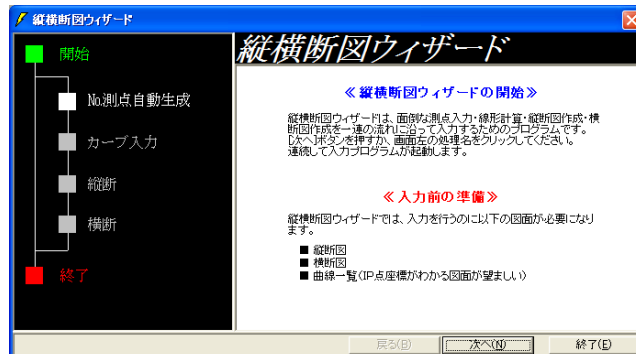 縦横断図ウィザード
開始
No.測点自動生成
カーブ入力
縦断
横断
終了
縦横断図ウィザード
≪縦横断図ウィザードの開始≫
縦横断図ウィザードは、面倒な測点入力・線形計算・縦断図作成・横
断図作成を一連の流れに沿って入力するためのプログラムです。
[次へ]ボタンを押すか、画面左の処理名をクリックしてください。
連続して入力プログラムが起動します。
≪入力前の準備≫
縦横断図ウィザードでは、入力を行うのに以下の図面が必要になり
ます。
■ 縦断図
■ 横断図
■ 曲線一覧(IP点座標がわかる図面が望ましい)
戻る(B)
次へ(N)
終了(E)